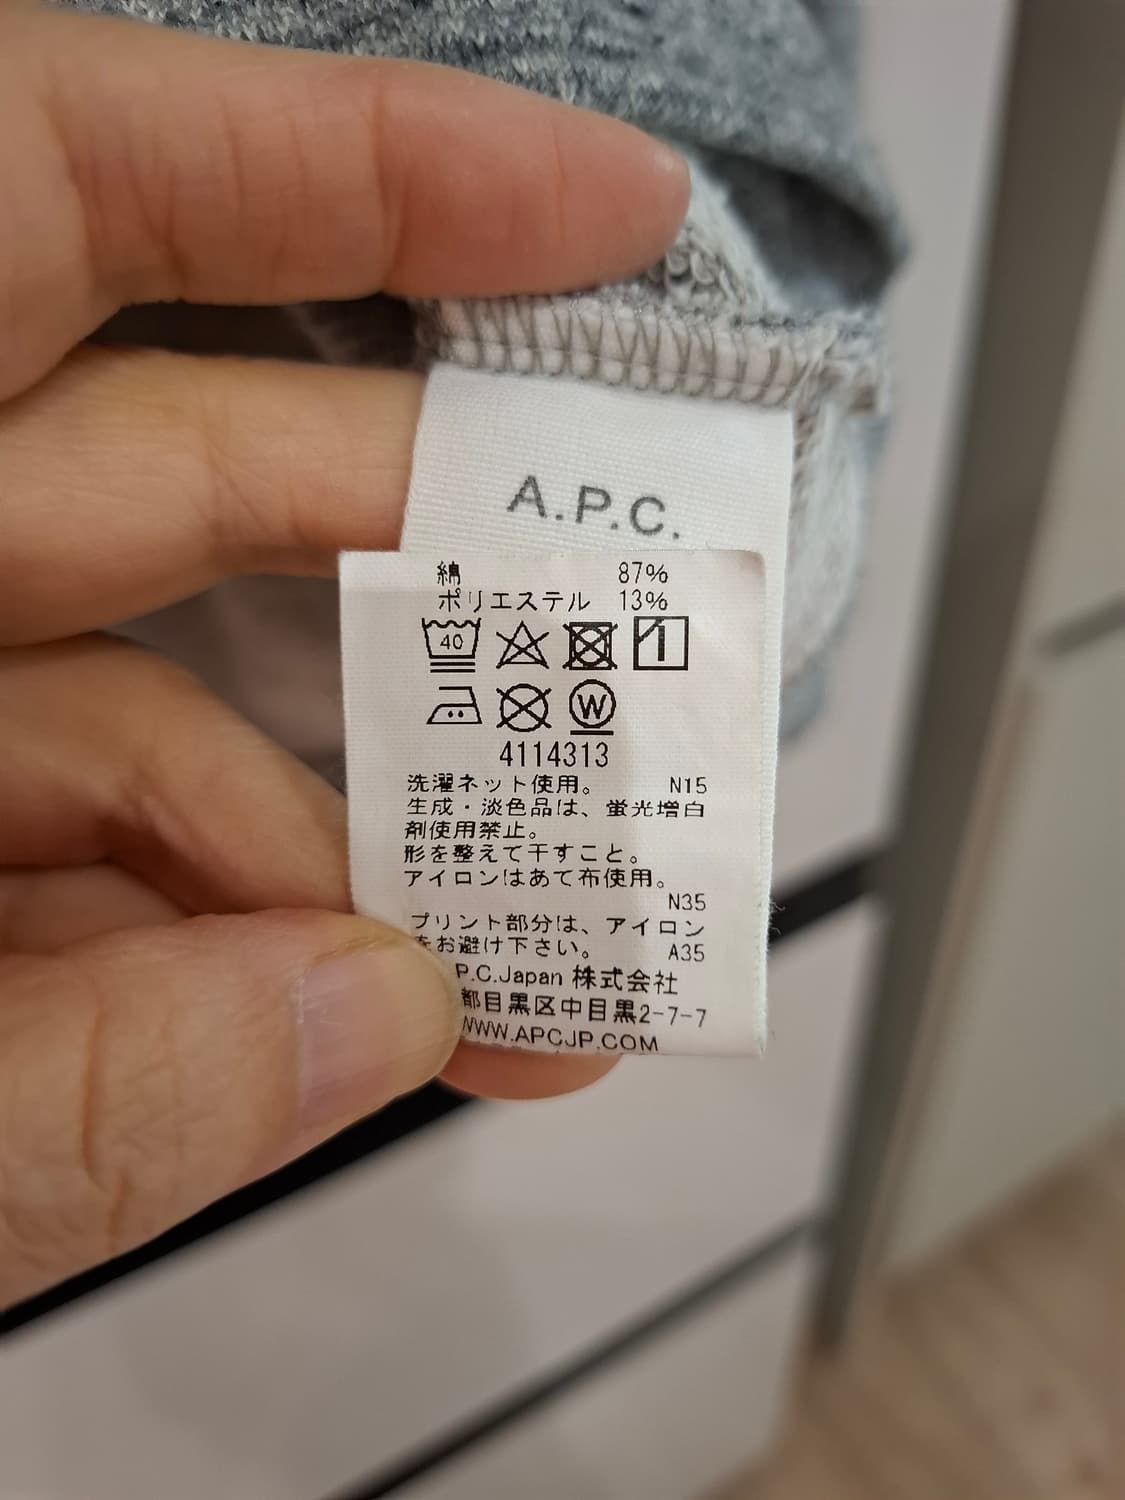 A.P.C.
綿 87%
ポリエステル 13%
40
W
4114313
洗濯ネット使用。 N15
生成・淡色品は、蛍光増白
剤使用禁止。
形を整えて干すこと。
アイロンはあて布使用。
N35
プリント部分は、アイロン
をお避け下さい。 A35
P.C.Japan 株式会社
都目黒区中目黒2-7-7
WWW.APCJP.COM